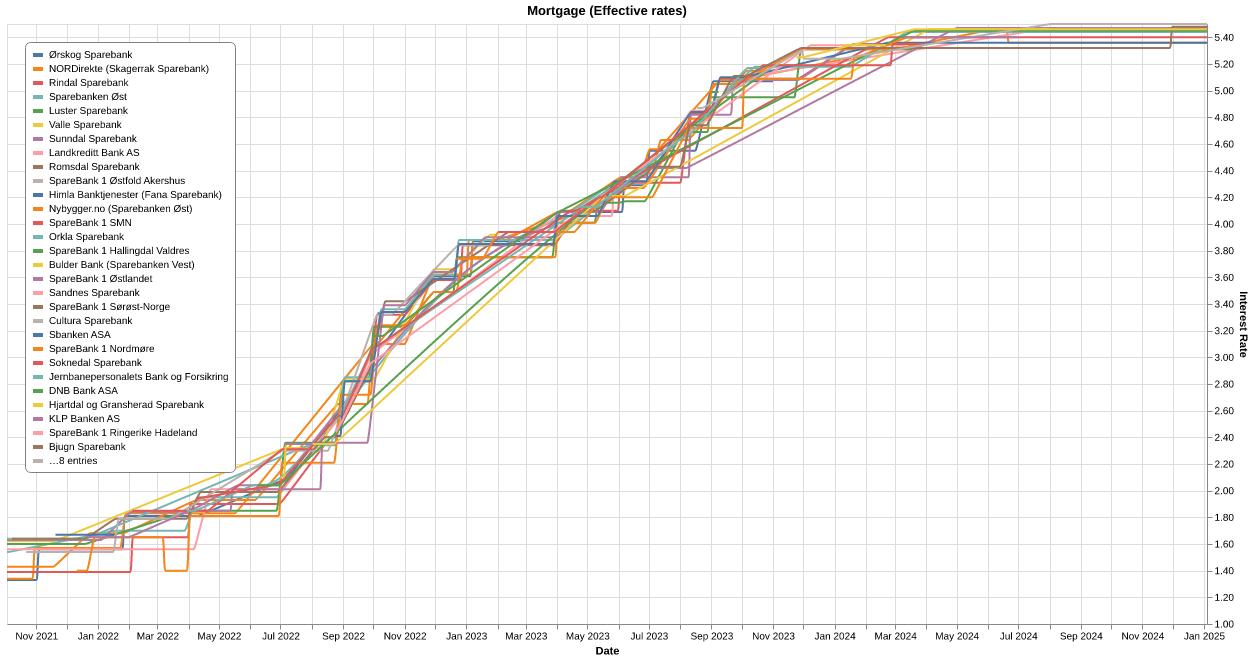 Mortgage (Effective rates)
Ørskog Sparebank
NORDirekte (Skagerrak Sparebank)
Rindal Sparebank
Sparebanken Øst
Luster Sparebank
Valle Sparebank
Sunndal Sparebank
Landkreditt Bank AS
Romsdal Sparebank
SpareBank 1 Østfold Akershus
Himla Banktjenester (Fana Sparebank)
Nybygger.no (Sparebanken Øst)
SpareBank 1 SMN
Orkla Sparebank
SpareBank 1 Hallingdal Valdres
Bulder Bank (Sparebanken Vest)
SpareBank 1 Østlandet
Sandnes Sparebank
SpareBank 1 Sørøst-Norge
Cultura Sparebank
Sbanken ASA
SpareBank 1 Nordmøre
Soknedal Sparebank
Jernbanepersonalets Bank og Forsikring
DNB Bank ASA
Hjartdal og Gransherad Sparebank
KLP Banken AS
SpareBank 1 Ringerike Hadeland
Bjugn Sparebank
…8 entries
5.40
5.20
5.00
4.80
4.60
4.40
4.20
4.00
3.80
3.60
3.40
3.20
3.00
2.80
2.60
2.40
2.20
2.00
1.80
1.60
1.40
1.20
1.00
Interest Rate
Nov 2021 Jan 2022 Mar 2022 May 2022 Jul 2022 Sep 2022 Nov 2022 Jan 2023 Mar 2023 May 2023 Jul 2023 Sep 2023 Nov 2023 Jan 2024 Mar 2024 May 2024 Jul 2024 Sep 2024 Nov 2024 Jan 2025
Date